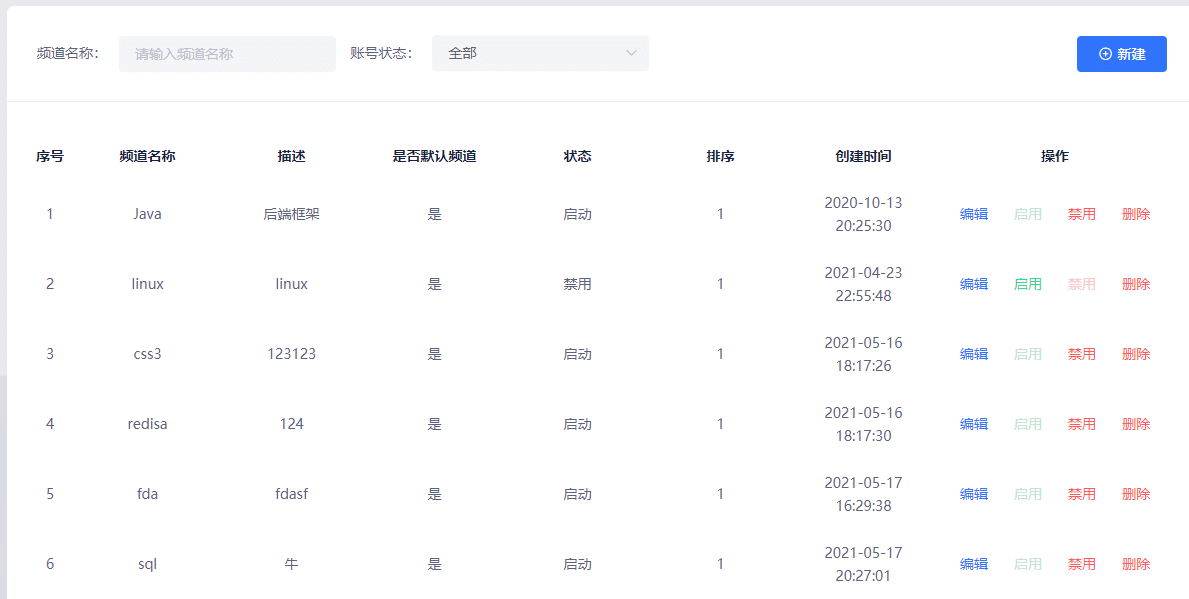 频道名称: 请输入频道名称 账号状态: 全部 新建
序号 频道名称 描述 是否默认频道 状态 排序 创建时间 操作
1 Java 后端框架 是 启动 1 2020-10-13 20:25:30 编辑 启用 禁用 删除
2 linux linux 是 禁用 1 2021-04-23 22:55:48 编辑 启用 禁用 删除
3 css3 123123 是 启动 1 2021-05-16 18:17:26 编辑 启用 禁用 删除
4 redisa 124 是 启动 1 2021-05-16 18:17:30 编辑 启用 禁用 删除
5 fda fdasf 是 启动 1 2021-05-17 16:29:38 编辑 启用 禁用 删除
6 sql 牛 是 启动 1 2021-05-17 20:27:01 编辑 启用 禁用 删除